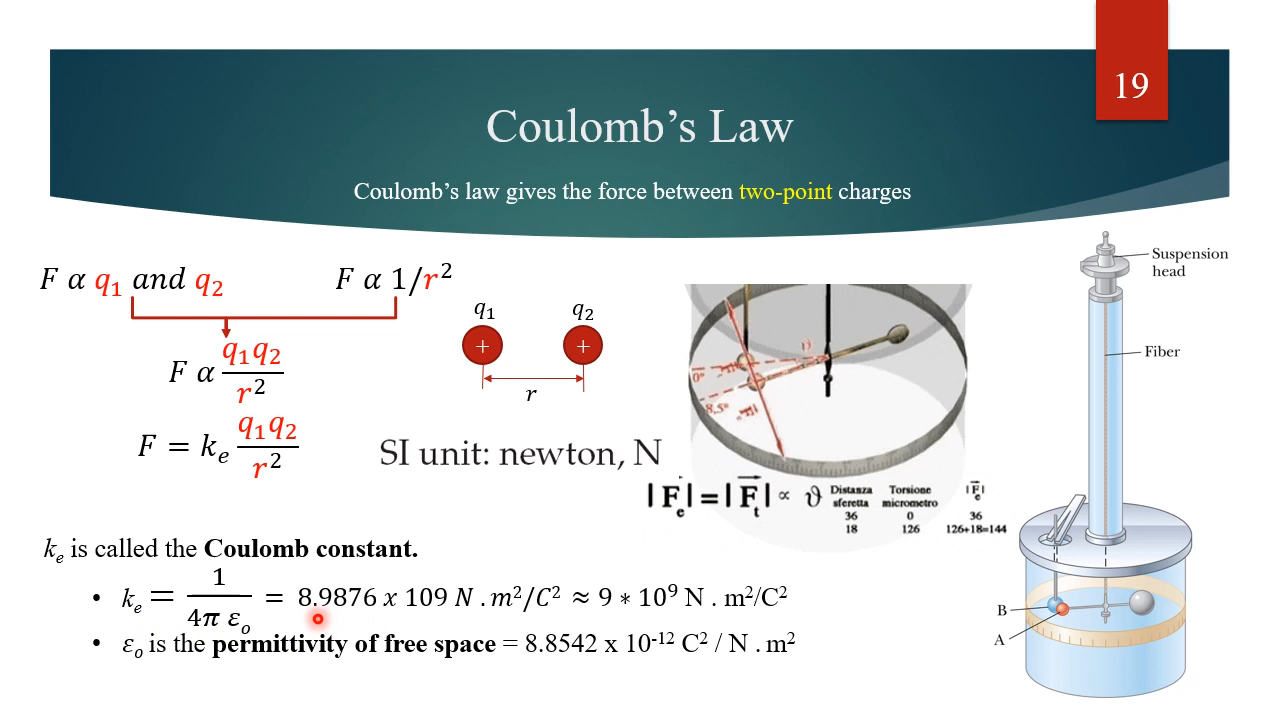 19
Coulomb's Law
Coulomb's law gives the force between two-point charges
F α q₁ and q₂
F α 1/r²
F α q₁q₂/r²
F = kₑ q₁q₂/r²
q₁ q₂
+ +
r
SI unit: newton, N
ϑ
0°
8,5°
|Fₑ| = |Fₜ| ∝ ϑ
Distanza sferetta Torsione micrometro |Fₑ|
36 0 36
18 126 126+18=144
Suspension
head
Fiber
B
A
kₑ is called the Coulomb constant.
• kₑ = 1/4π εₒ = 8.9876 x 109 N . m²/C² ≈ 9 * 10⁹ N . m²/C²
• εₒ is the permittivity of free space = 8.8542 x 10⁻¹² C² / N . m²